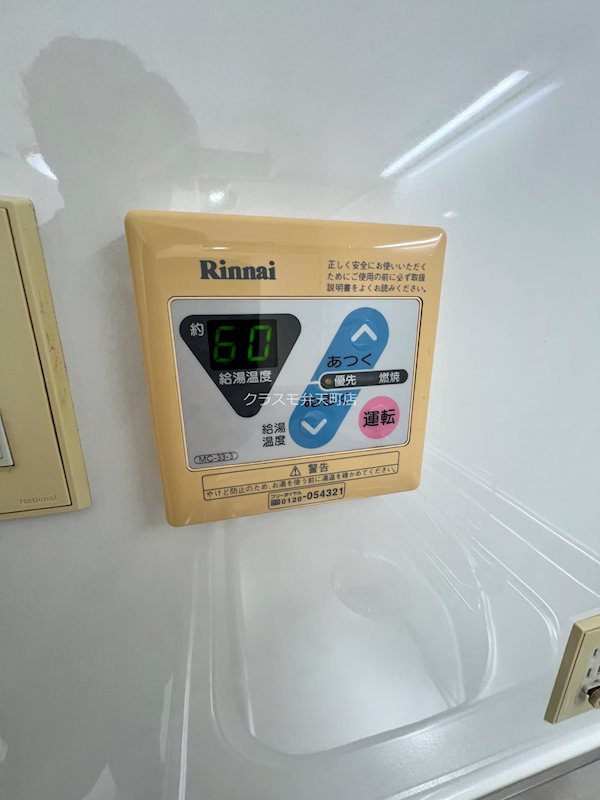 Rinnai
正しく安全にお使いいただく
ためにご使用の前に必ず取扱
説明書をよくお読みください。
約
60
給湯温度
あつく
優先 燃焼
クラスモ弁天町店
運転
給湯
温度
MC-33-3
⚠ 警告
やけど防止のため、お湯を使う前に湯温を確かめてください。
フリーダイヤル
0120-054321
National